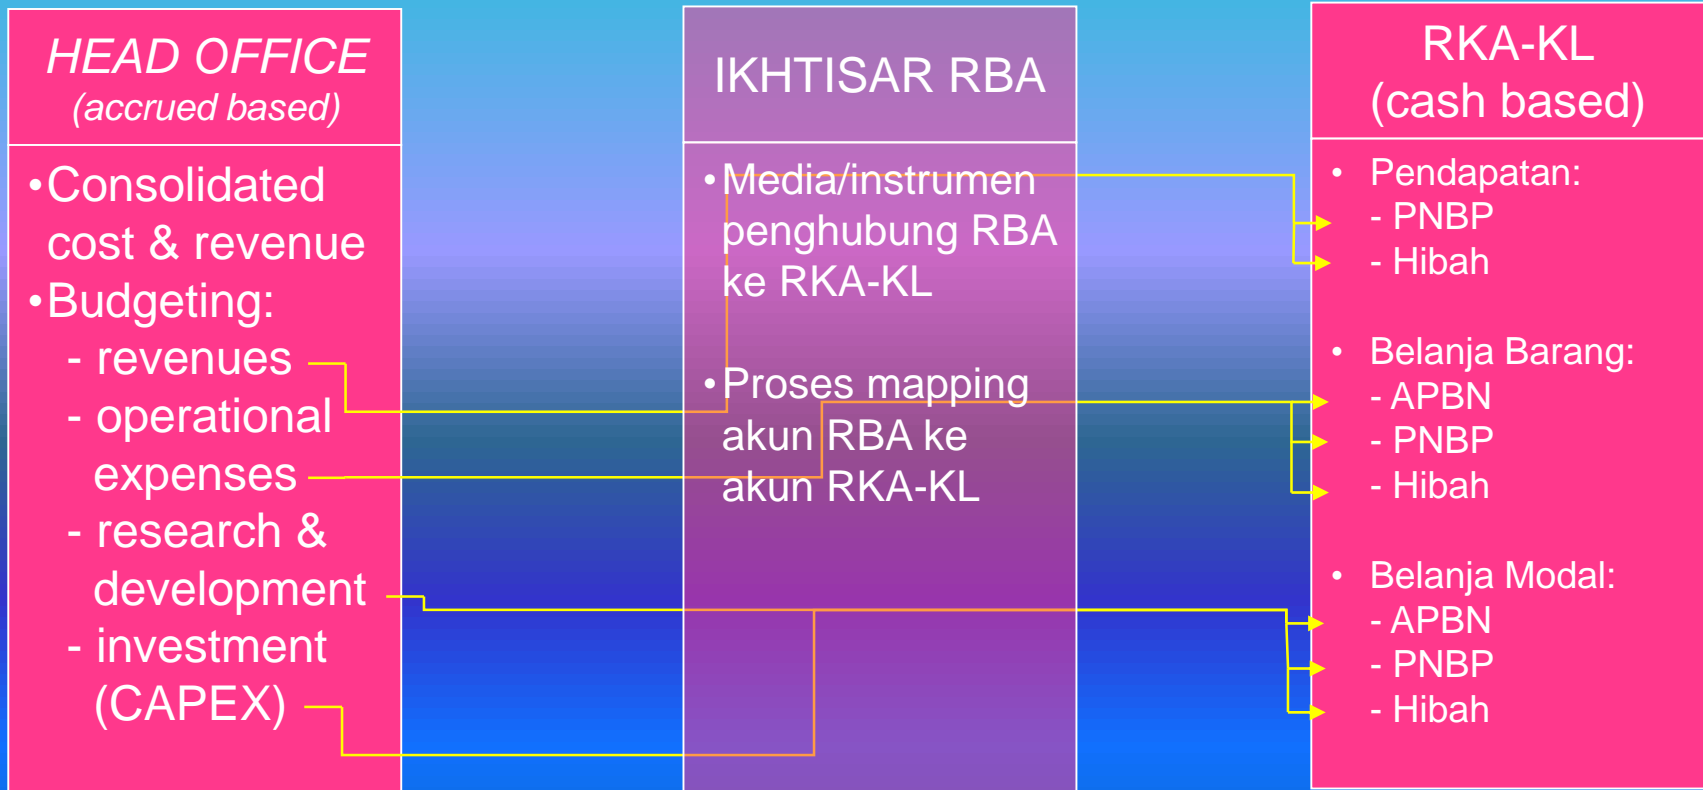 HEAD OFFICE
(accrued based)
•Consolidated
cost & revenue
•Budgeting:
- revenues
- operational
expenses
- research &
development
- investment
(CAPEX)
IKHTISAR RBA
•Media/instrumen
penghubung RBA
ke RKA-KL
•Proses mapping
akun RBA ke
akun RKA-KL
RKA-KL
(cash based)
• Pendapatan:
- PNBP
- Hibah
• Belanja Barang:
- APBN
- PNBP
- Hibah
• Belanja Modal:
- APBN
- PNBP
- Hibah